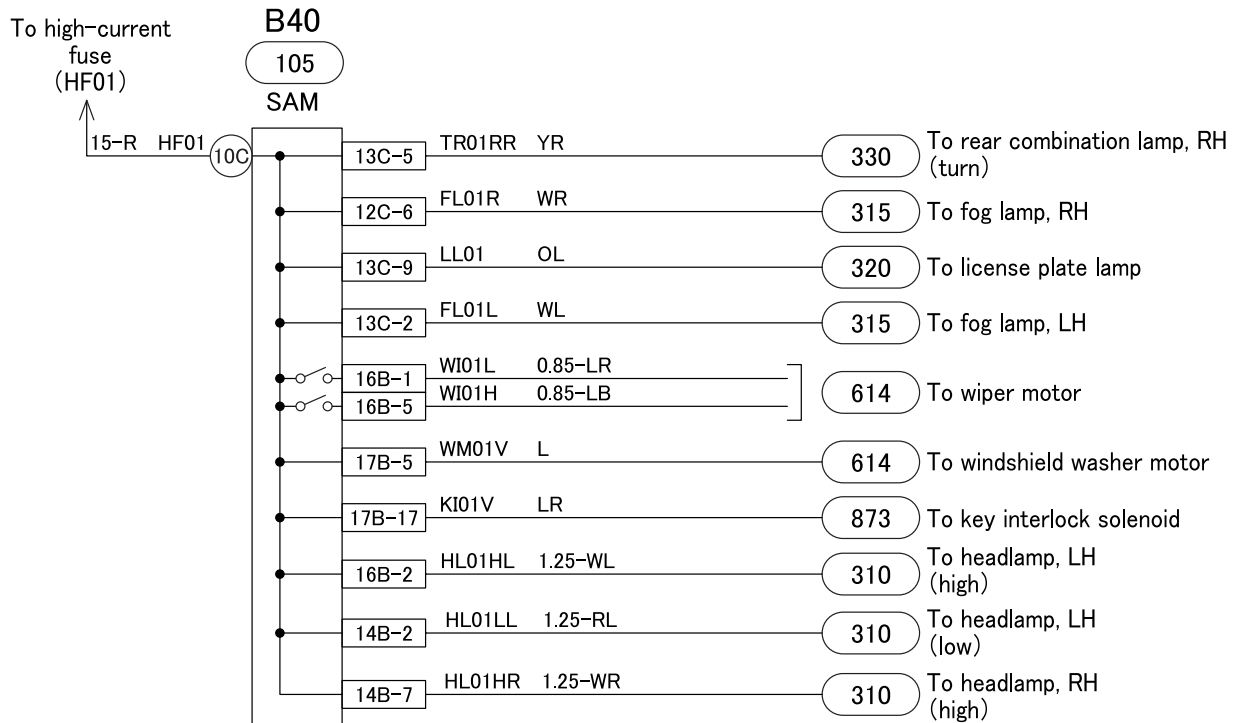 To high-current
fuse
(HF01)
B40
105
SAM
15-R HF01 10C
13C-5 TR01RR YR 330 To rear combination lamp, RH
(turn)
12C-6 FL01R WR 315 To fog lamp, RH
13C-9 LL01 OL 320 To license plate lamp
13C-2 FL01L WL 315 To fog lamp, LH
16B-1 WI01L 0.85-LR
16B-5 WI01H 0.85-LB
614 To wiper motor
17B-5 WM01V L 614 To windshield washer motor
17B-17 KI01V LR 873 To key interlock solenoid
16B-2 HL01HL 1.25-WL 310 To headlamp, LH
(high)
14B-2 HL01LL 1.25-RL 310 To headlamp, LH
(low)
14B-7 HL01HR 1.25-WR 310 To headlamp, RH
(high)